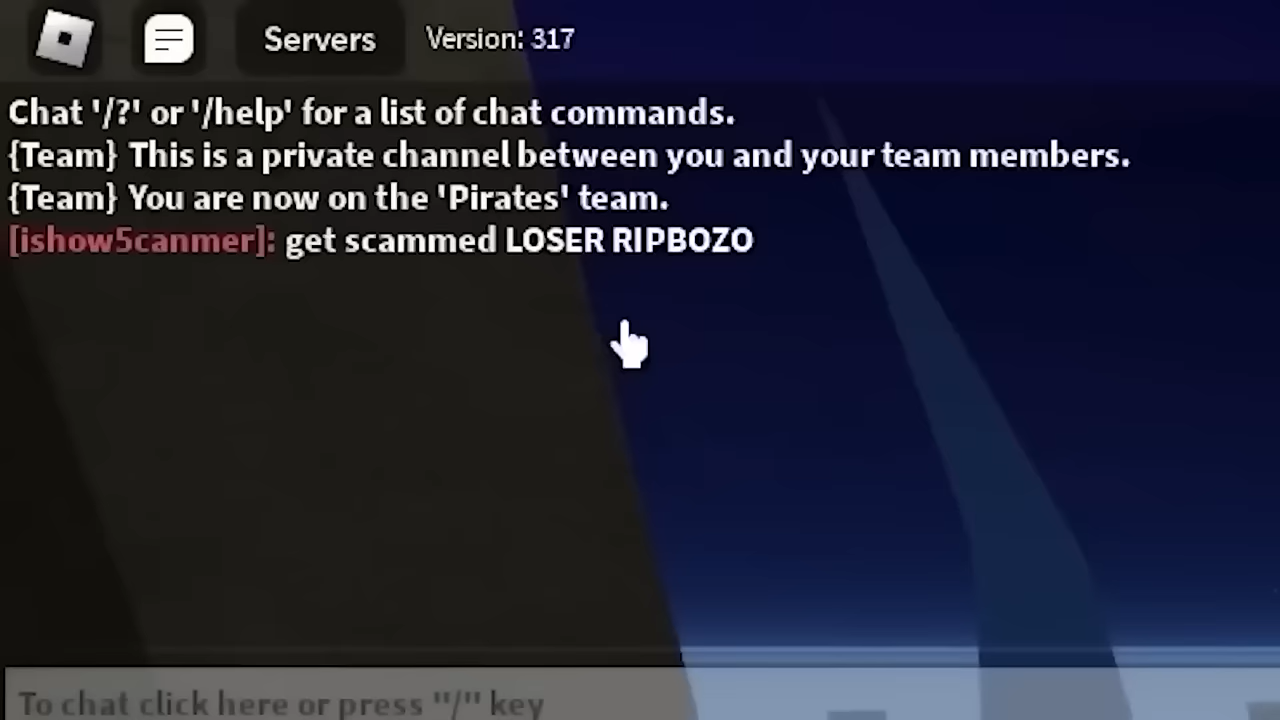 Servers Version: 317
Chat '/?' or '/help' for a list of chat commands.
{Team} This is a private channel between you and your team members.
{Team} You are now on the 'Pirates' team.
[ishow5canmer]: get scammed LOSER RIPBOZO
To chat click here or press "/" key